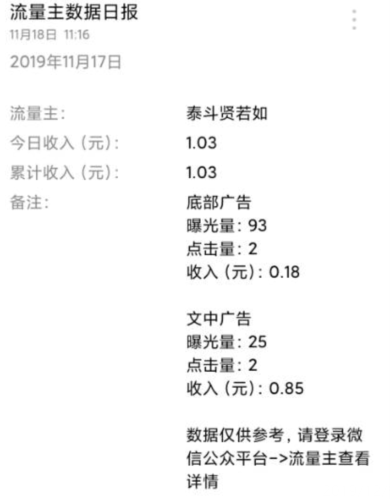 流量主数据日报
11月18日 11:16
2019年11月17日
流量主： 泰斗贤若如
今日收入（元）： 1.03
累计收入（元）： 1.03
备注： 底部广告
曝光量：93
点击量：2
收入（元）：0.18
文中广告
曝光量：25
点击量：2
收入（元）：0.85
数据仅供参考，请登录微
信公众平台->流量主查看
详情